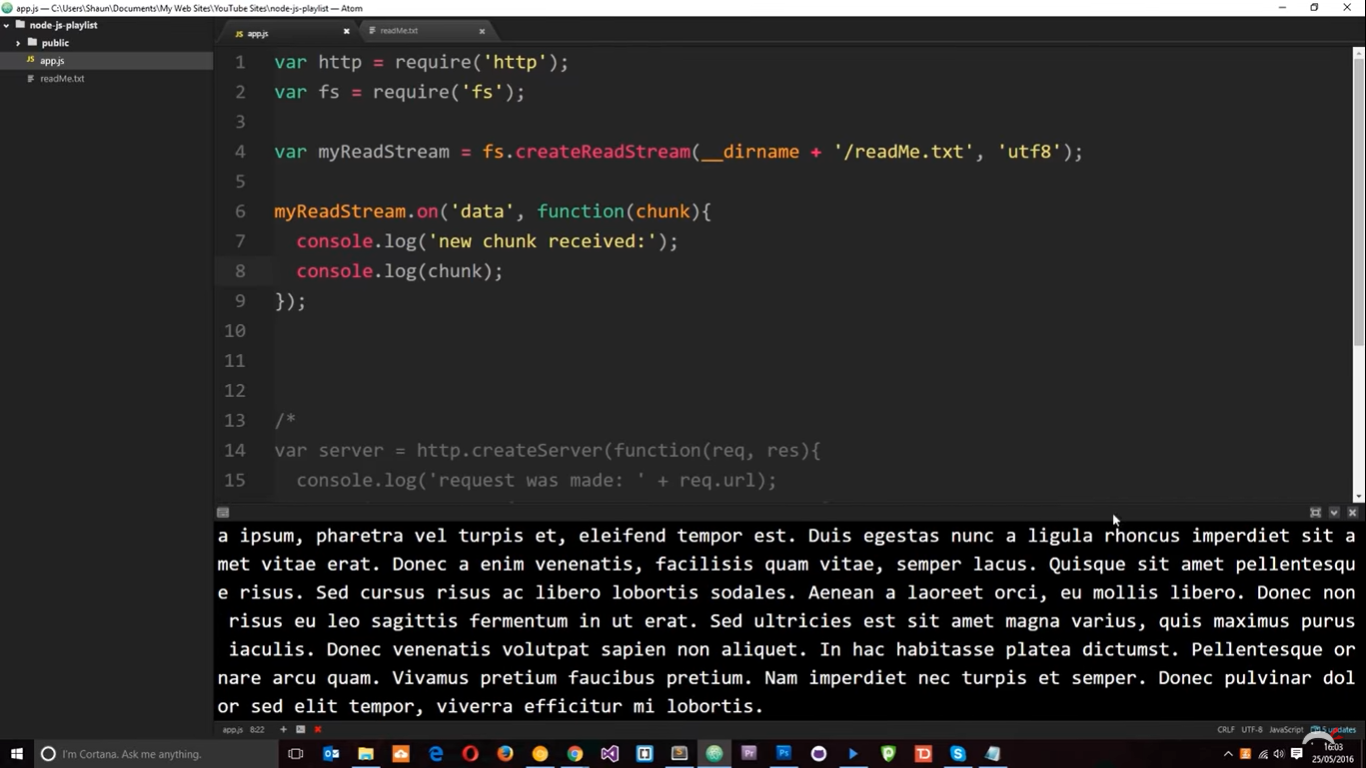 app.js - C:\Users\Shaun\Documents\My Web Sites\YouTube Sites\node-js-playlist - Atom
node-js-playlist
public
app.js
readMe.txt
app.js
readMe.txt
1 var http = require('http');
2 var fs = require('fs');
3
4 var myReadStream = fs.createReadStream(__dirname + '/readMe.txt', 'utf8');
5
6 myReadStream.on('data', function(chunk){
7 console.log('new chunk received:');
8 console.log(chunk);
9 });
10
11
12
13 /*
14 var server = http.createServer(function(req, res){
15 console.log('request was made: ' + req.url);
a ipsum, pharetra vel turpis et, eleifend tempor est. Duis egestas nunc a ligula rhoncus imperdiet sit a
met vitae erat. Donec a enim venenatis, facilisis quam vitae, semper lacus. Quisque sit amet pellentesqu
e risus. Sed cursus risus ac libero lobortis sodales. Aenean a laoreet orci, eu mollis libero. Donec non
risus eu leo sagittis fermentum in ut erat. Sed ultricies est sit amet magna varius, quis maximus purus
iaculis. Donec venenatis volutpat sapien non aliquet. In hac habitasse platea dictumst. Pellentesque or
nare arcu quam. Vivamus pretium faucibus pretium. Nam imperdiet nec turpis et semper. Donec pulvinar dol
or sed elit tempor, viverra efficitur mi lobortis.
app.js 8:22
CRLF UTF-8 JavaScript 5 updates
I'm Cortana. Ask me anything.
16:03
25/05/2016